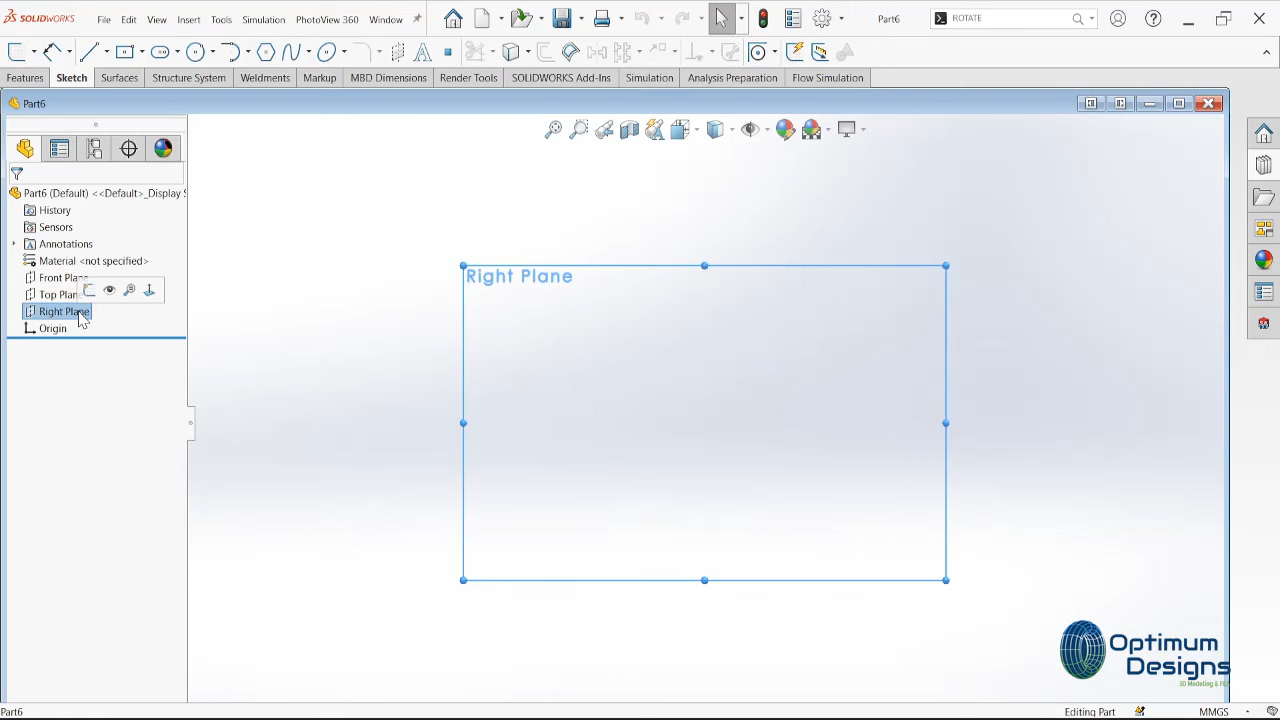 SOLIDWORKS File Edit View Insert Tools Simulation PhotoView 360 Window Part6 ROTATE
Features Sketch Surfaces Structure System Weldments Markup MBD Dimensions Render Tools SOLIDWORKS Add-Ins Simulation Analysis Preparation Flow Simulation
Part6
Part6 (Default) <<Default>_Display S
History
Sensors
Annotations
Material <not specified>
Front Plane
Top Plan
Right Plane
Origin
Right Plane
Optimum
Designs
3D Modeling &
Part6 Editing Part MMGS